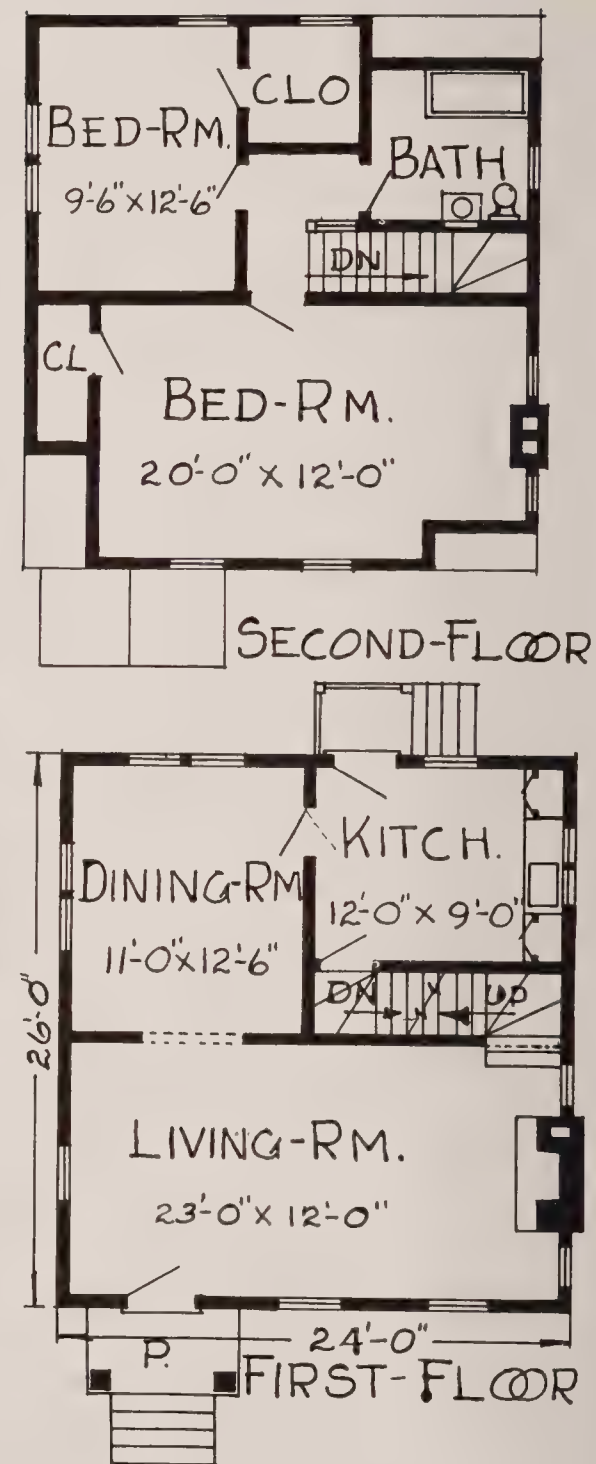 CLO
BED-RM.
9'-6" X 12'-6"
BATH
DN
CL
BED-RM.
20'-0" X 12'-0"
SECOND-FLOOR
KITCH.
12'-0" X 9'-0"
DINING-RM
11'-0" X 12'-6"
DN
UP
26'-0"
LIVING-RM.
23'-0" X 12'-0"
24'-0"
P.
FIRST-FLOOR